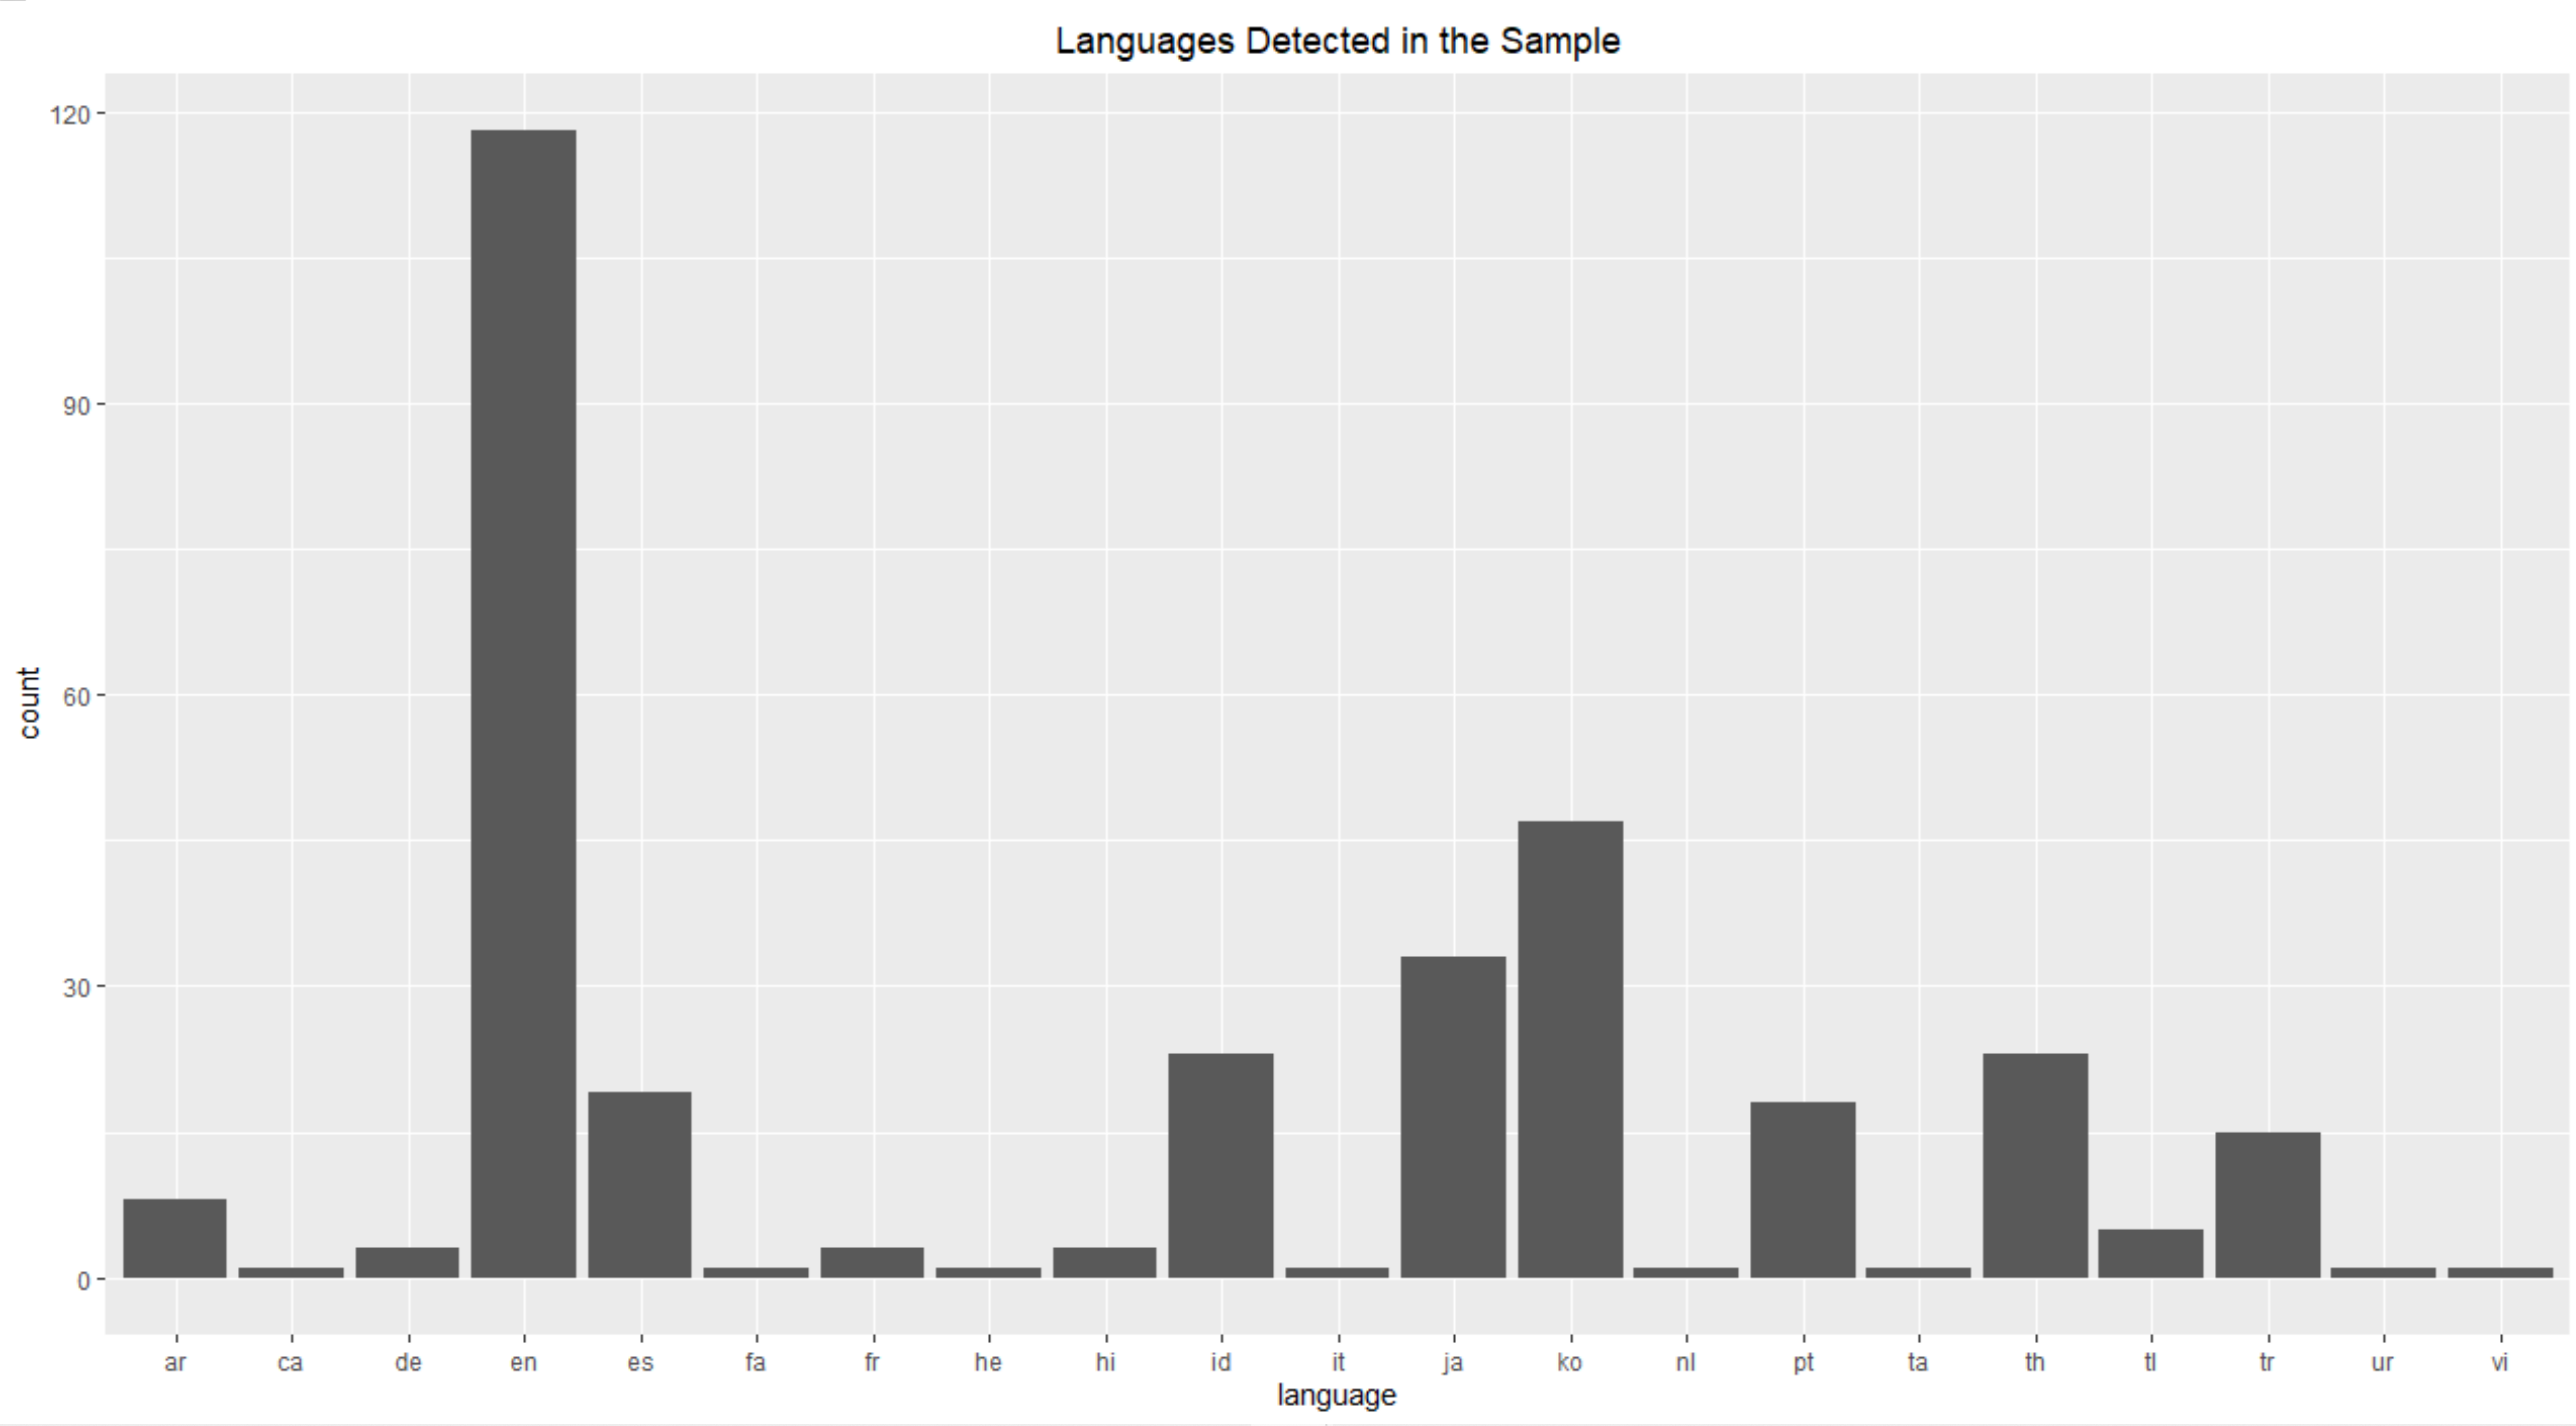 Languages Detected in the Sample
120
90
60
30
0
count
ar ca de en es fa fr he hi id it ja ko nl pt ta th tl tr ur vi
language